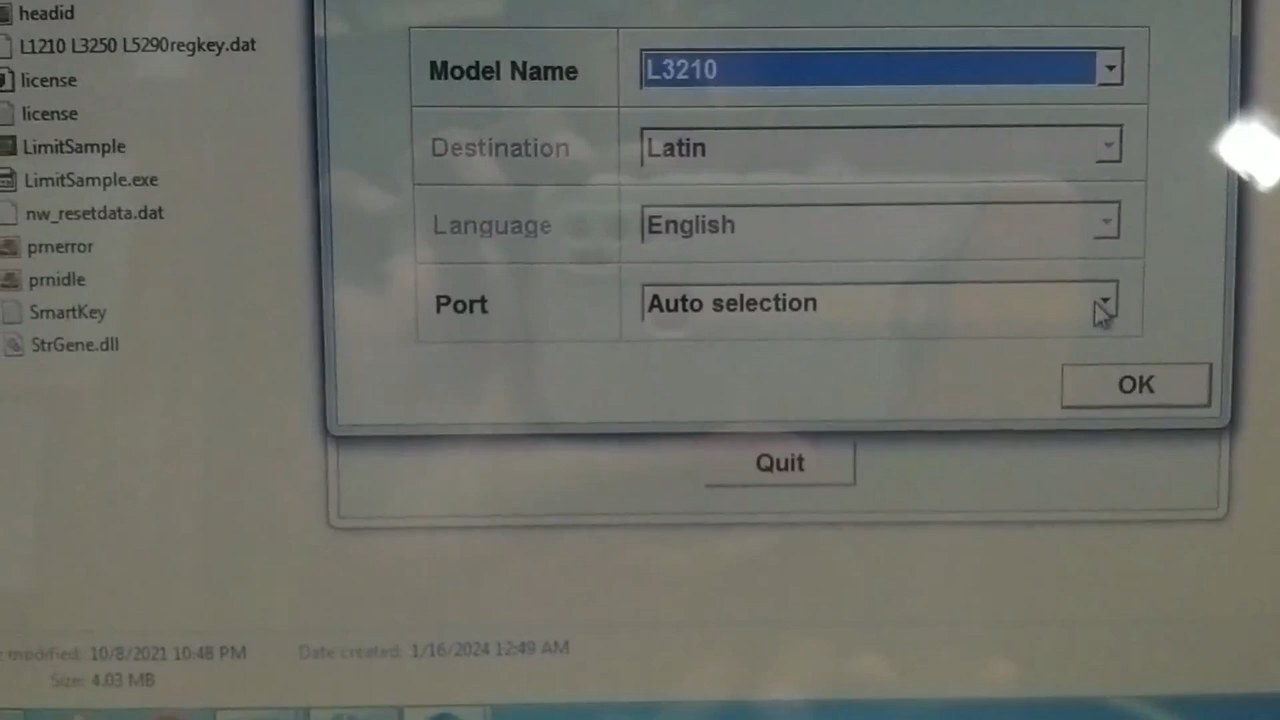 headid
L1210 L3250 L5290regkey.dat
license
license
LimitSample
LimitSample.exe
nw_resetdata.dat
prnerror
prnidle
SmartKey
StrGene.dll
Model Name
L3210
Destination
Latin
Language
English
Port
Auto selection
OK
Quit
modified: 10/8/2021 10:48 PM
Date created: 1/16/2024 12:49 AM
Size: 4.03 MB